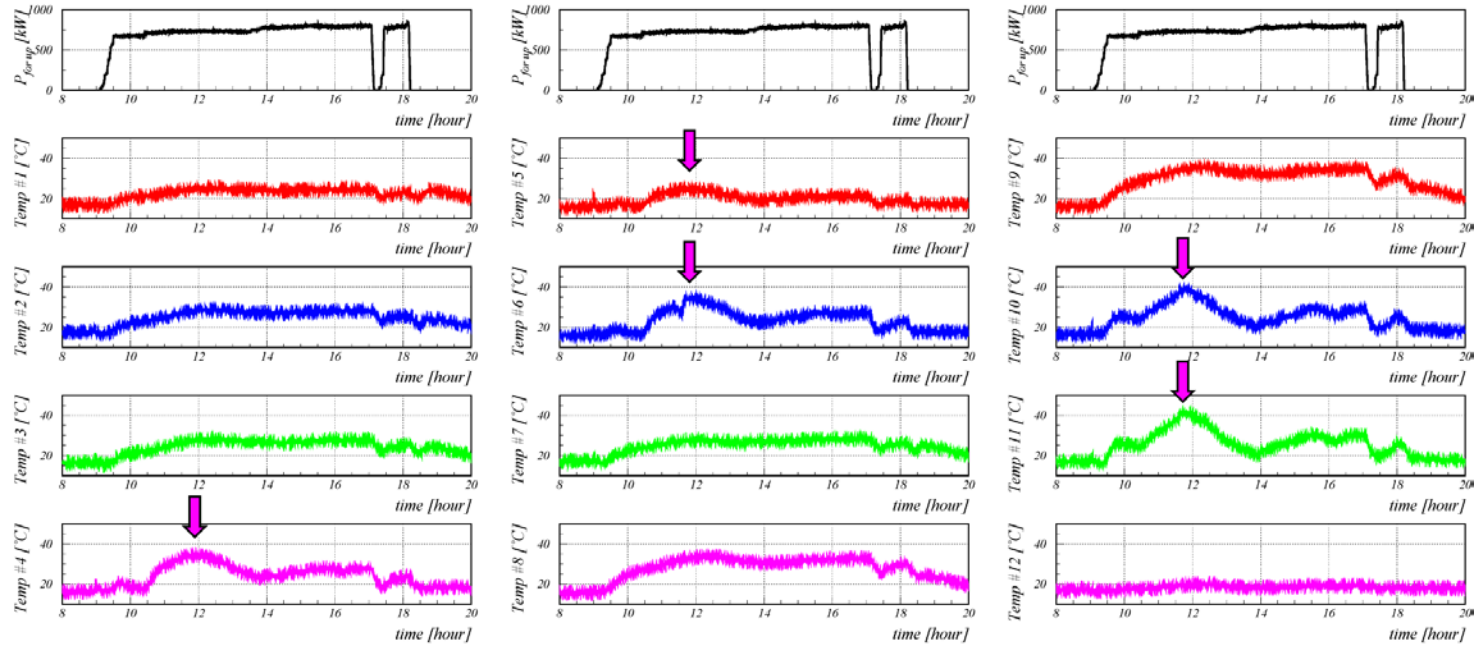 P for up [kW] 1000 500 0
8 10 12 14 16 18 20
time [hour]
P for up [kW] 1000 500 0
8 10 12 14 16 18 20
time [hour]
P for up [kW] 1000 500 0
8 10 12 14 16 18 20
time [hour]
Temp #1 [°C] 40 20
8 10 12 14 16 18 20
time [hour]
Temp #5 [°C] 40 20
8 10 12 14 16 18 20
time [hour]
Temp #9 [°C] 40 20
8 10 12 14 16 18 20
time [hour]
Temp #2 [°C] 40 20
8 10 12 14 16 18 20
time [hour]
Temp #6 [°C] 40 20
8 10 12 14 16 18 20
time [hour]
Temp #10 [°C] 40 20
8 10 12 14 16 18 20
time [hour]
Temp #3 [°C] 40 20
8 10 12 14 16 18 20
time [hour]
Temp #7 [°C] 40 20
8 10 12 14 16 18 20
time [hour]
Temp #11 [°C] 40 20
8 10 12 14 16 18 20
time [hour]
Temp #4 [°C] 40 20
8 10 12 14 16 18 20
time [hour]
Temp #8 [°C] 40 20
8 10 12 14 16 18 20
time [hour]
Temp #12 [°C] 40 20
8 10 12 14 16 18 20
time [hour]